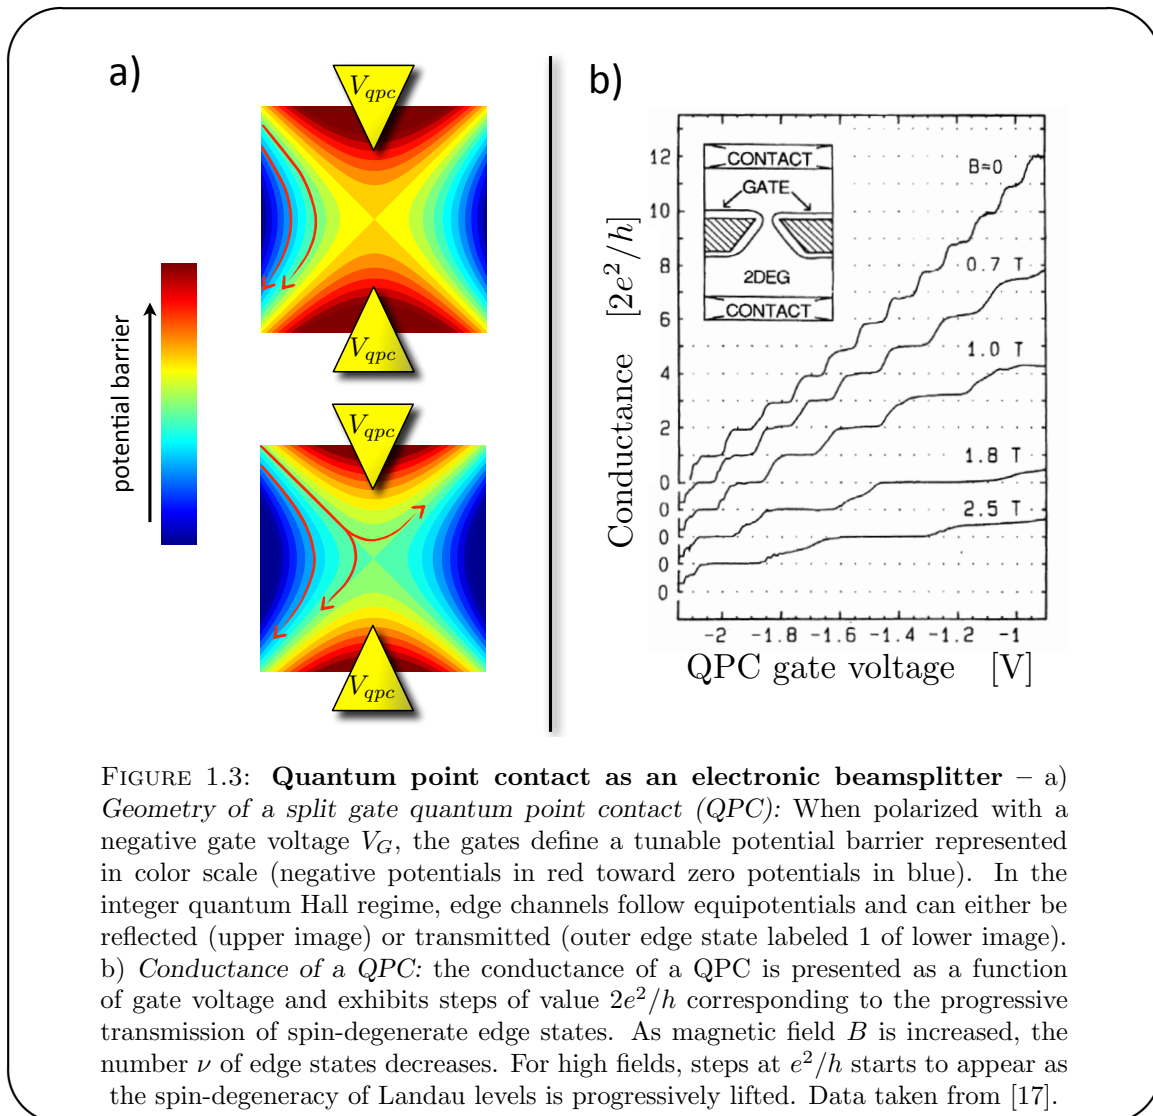 a)
V_qpc
V_qpc
potential barrier
V_qpc
V_qpc
b)
Conductance [2e²/h]
12
10
8
6
4
2
0
0
0
0
0
CONTACT
GATE
2DEG
CONTACT
B=0
0.7 T
1.0 T
1.8 T
2.5 T
-2 -1.8 -1.6 -1.4 -1.2 -1
QPC gate voltage [V]
FIGURE 1.3: Quantum point contact as an electronic beamsplitter – a)
Geometry of a split gate quantum point contact (QPC): When polarized with a
negative gate voltage V_G, the gates define a tunable potential barrier represented
in color scale (negative potentials in red toward zero potentials in blue). In the
integer quantum Hall regime, edge channels follow equipotentials and can either be
reflected (upper image) or transmitted (outer edge state labeled 1 of lower image).
b) Conductance of a QPC: the conductance of a QPC is presented as a function
of gate voltage and exhibits steps of value 2e²/h corresponding to the progressive
transmission of spin-degenerate edge states. As magnetic field B is increased, the
number ν of edge states decreases. For high fields, steps at e²/h starts to appear as
the spin-degeneracy of Landau levels is progressively lifted. Data taken from [17].